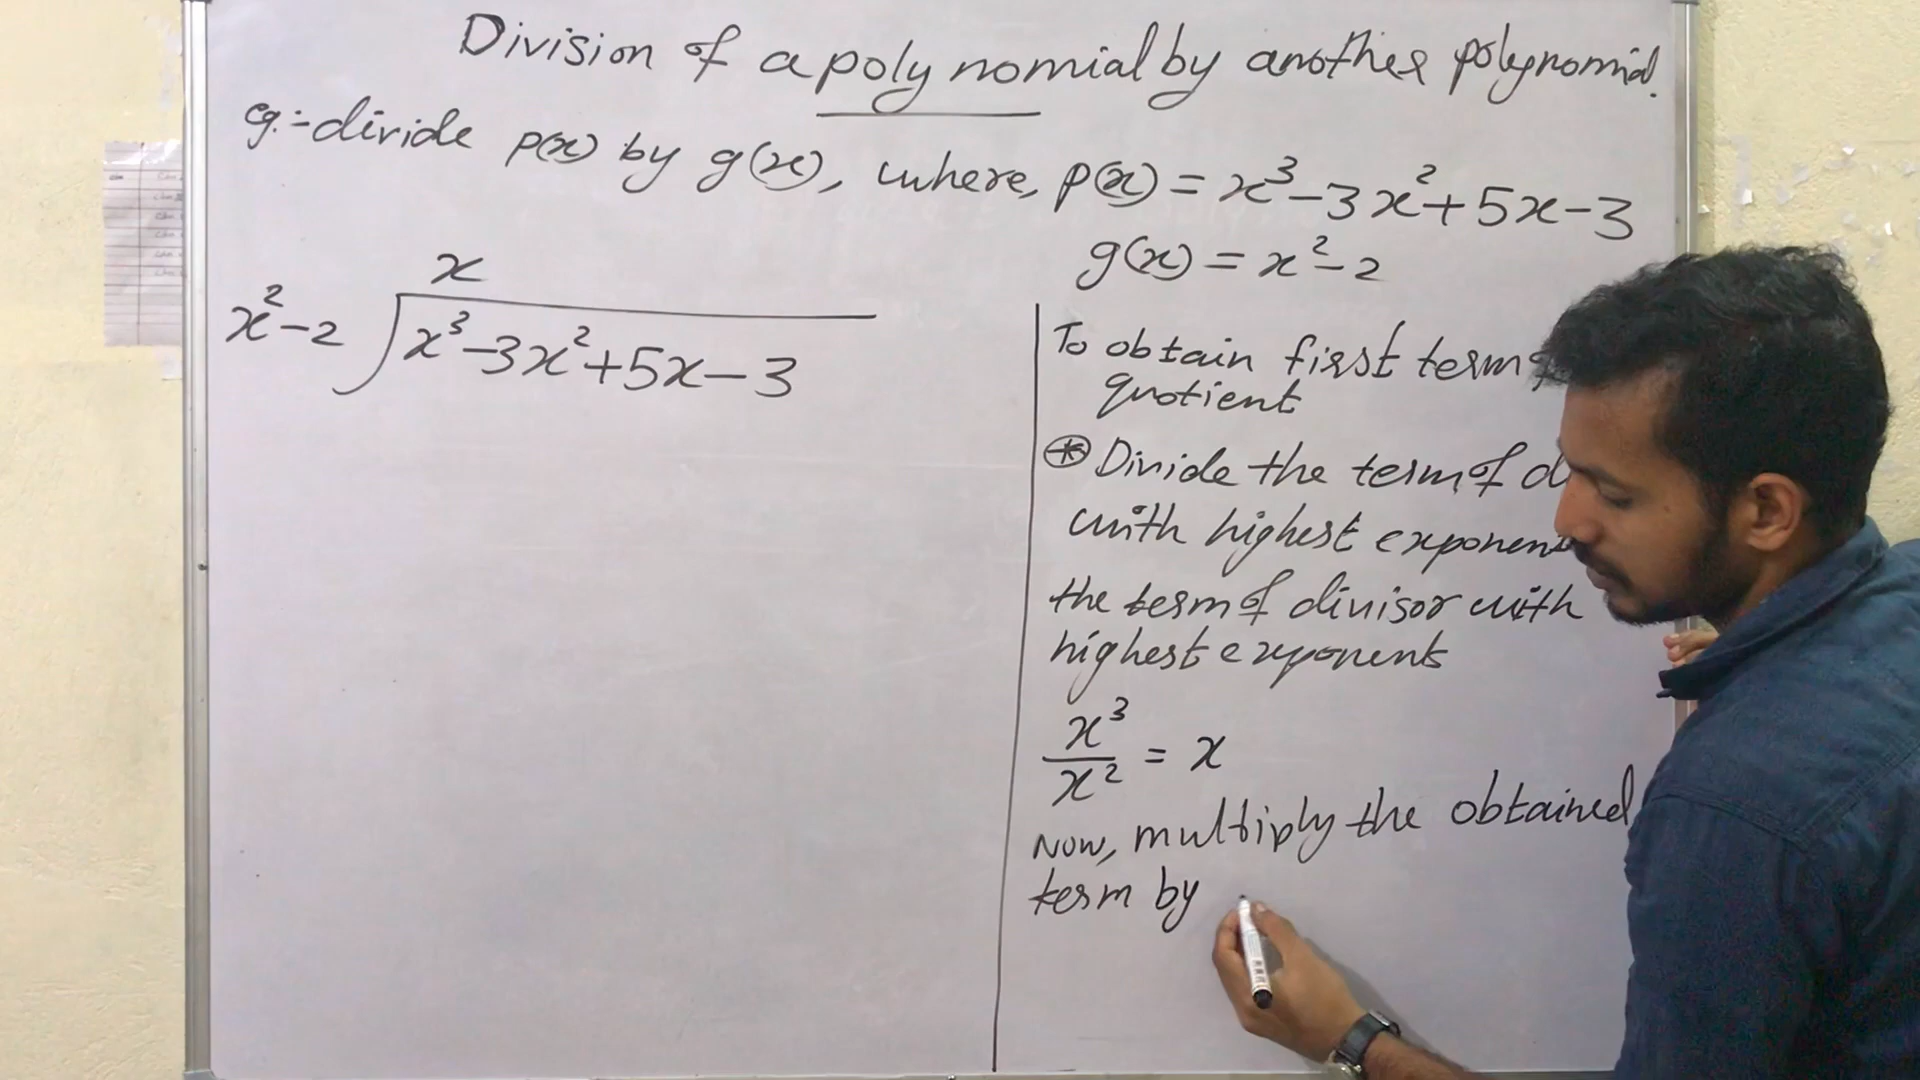 Division of a polynomial by another polynomial.
eg:- divide p(x) by g(x), where, p(x) = x³-3x²+5x-3
g(x) = x²-2
x
x²-2 x³-3x²+5x-3
To obtain first term
quotient
⊛ Divide the term of
with highest exponent
the term of divisor with
highest exponents
x³/x² = x
Now, multiply the obtained
term by